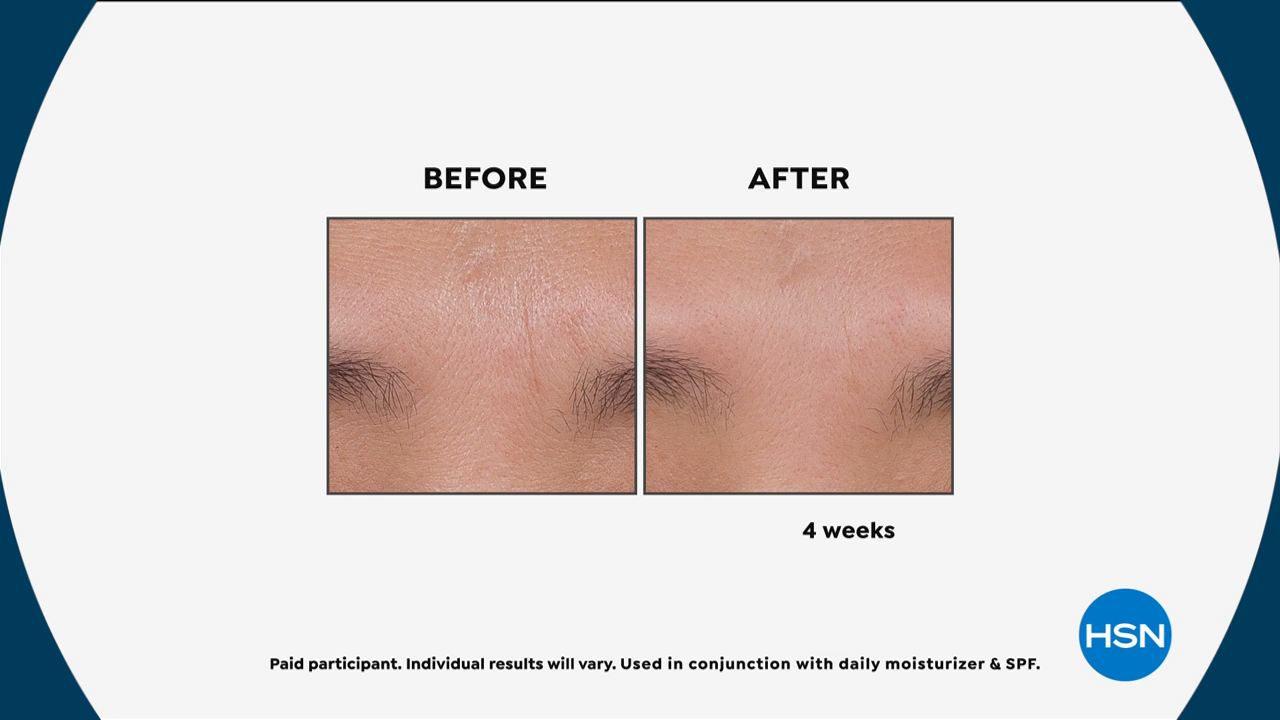 BEFORE
AFTER
4 weeks
HSN
Paid participant. Individual results will vary. Used in conjunction with daily moisturizer & SPF.